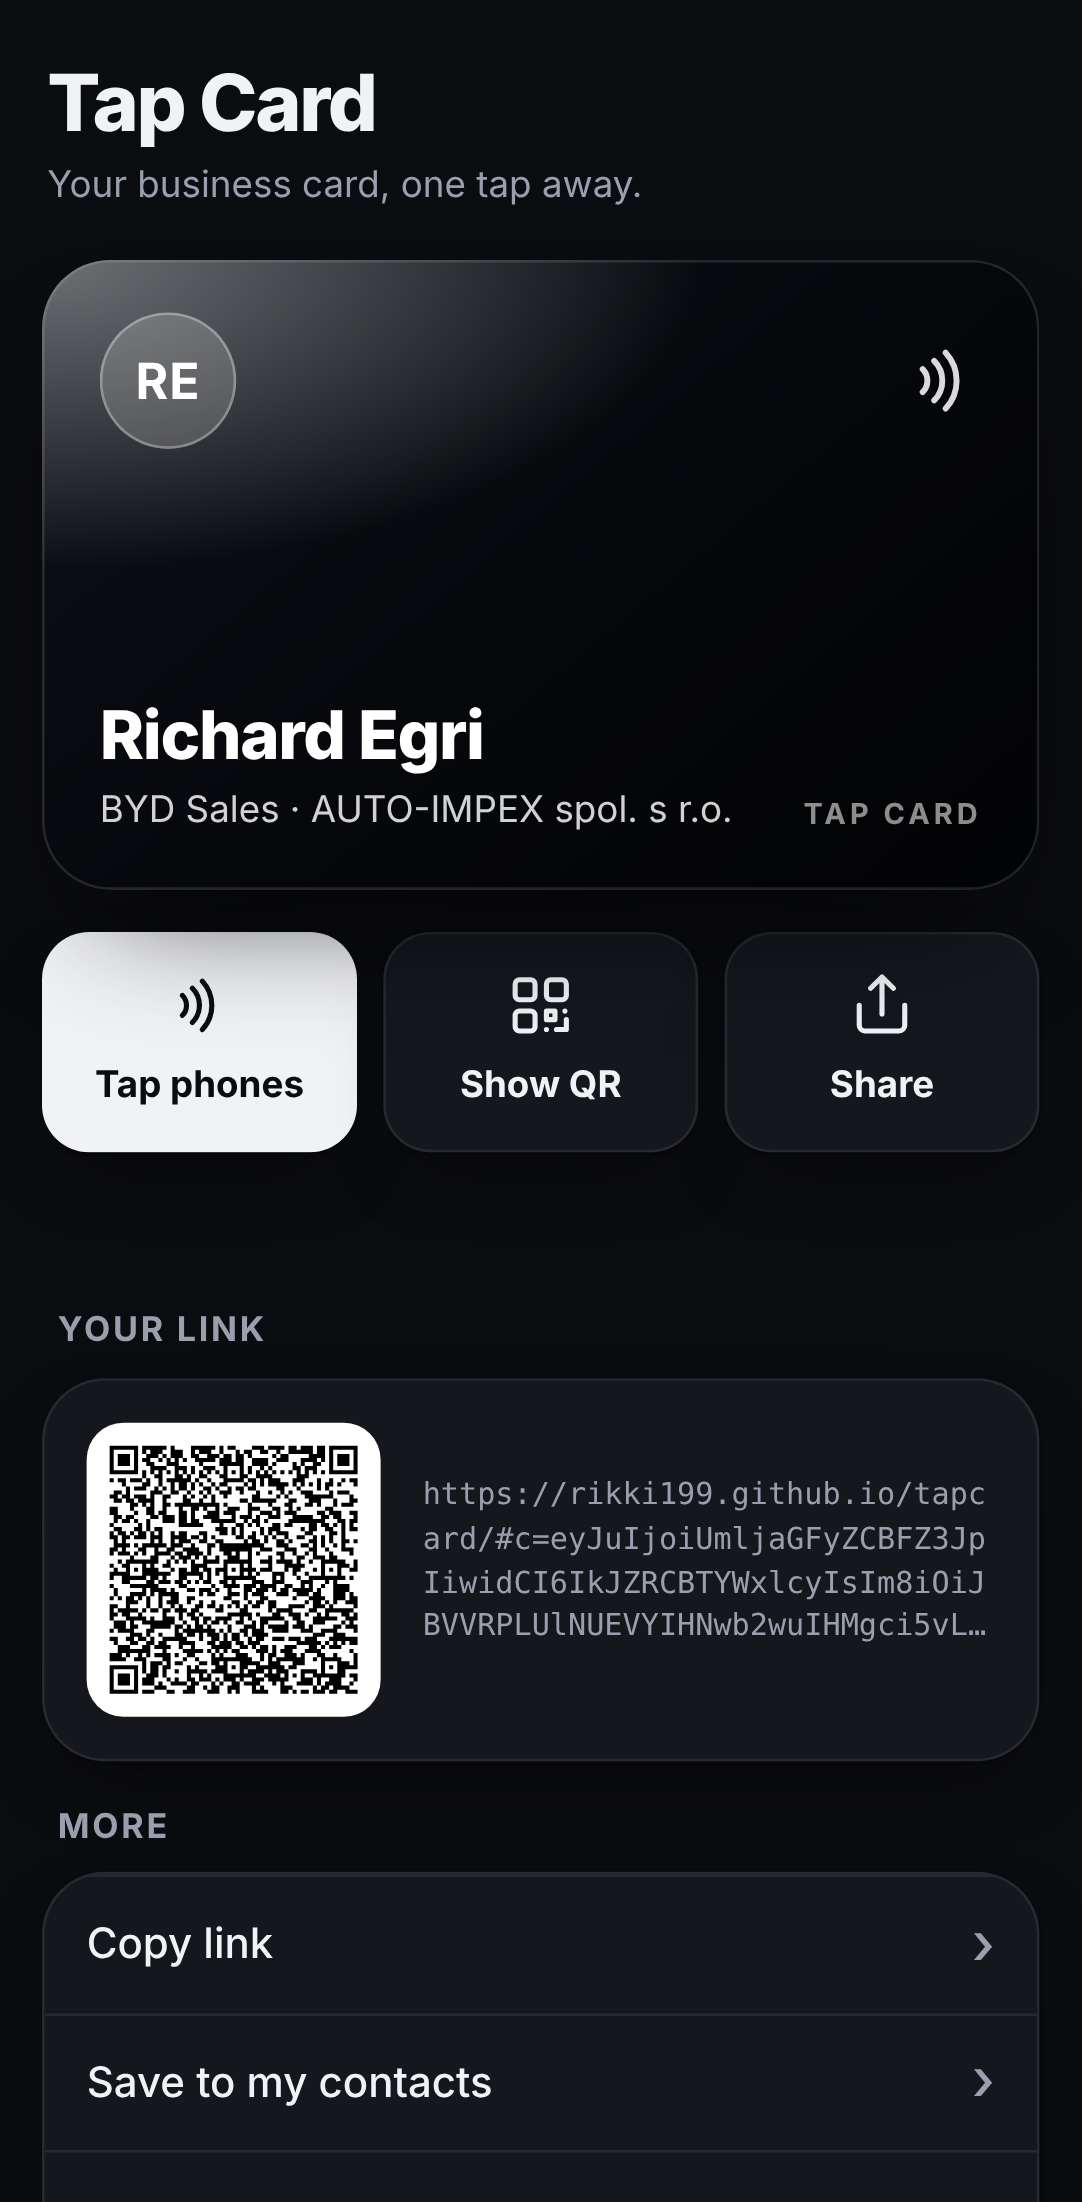 Tap Card
Your business card, one tap away.
RE
Richard Egri
BYD Sales · AUTO-IMPEX spol. s r.o.
TAP CARD
Tap phones
Show QR
Share
YOUR LINK
https://rikki199.github.io/tapc
ard/#c=eyJuIjoiUmljaGFyZCBFZ3Jp
IiwidCI6IkJZRCBTYWxlcyIsIm8iOiJ
BVVRPLUlNUEVYIHNwb2wuIHMgci5vL…
MORE
Copy link
Save to my contacts